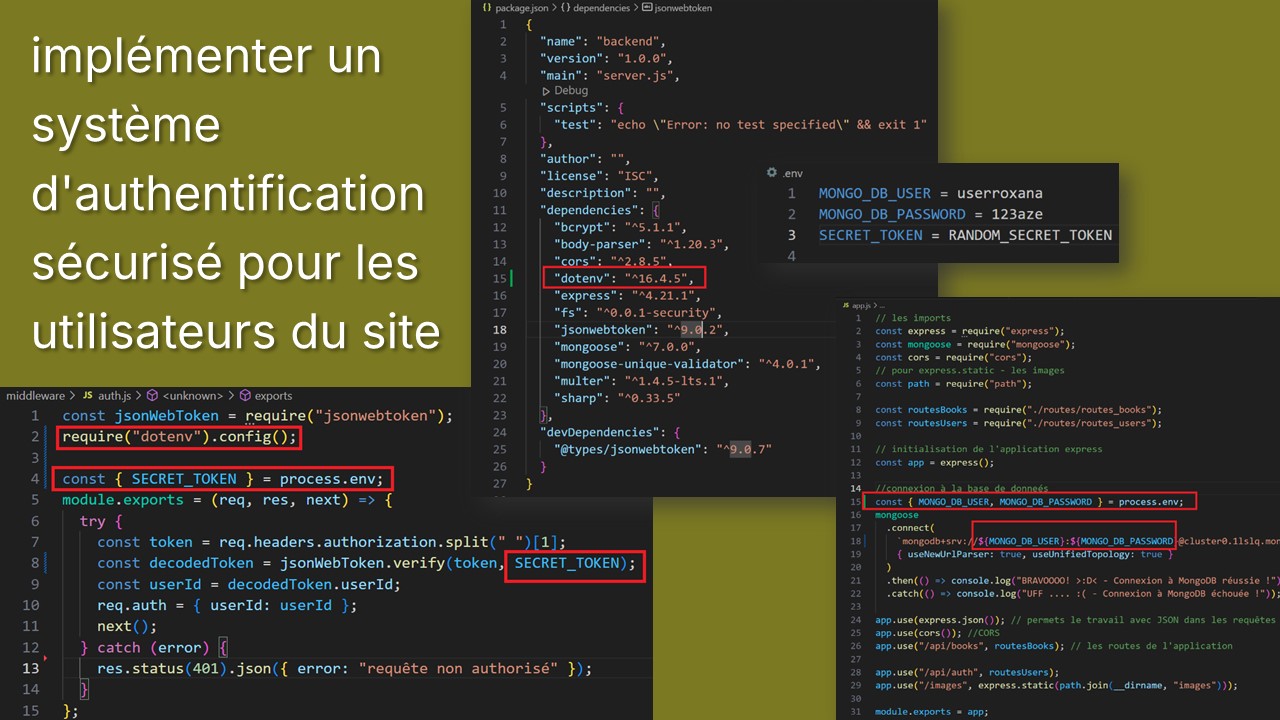 implémenter un
système
d'authentification
sécurisé pour les
utilisateurs du site
package.json > {} dependencies > jsonwebtoken
1 {
2 "name": "backend",
3 "version": "1.0.0",
4 "main": "server.js",
Debug
5 "scripts": {
6 "test": "echo \"Error: no test specified\" && exit 1"
7 },
8 "author": "",
9 "license": "ISC",
10 "description": "",
11 "dependencies": {
12 "bcrypt": "^5.1.1",
13 "body-parser": "^1.20.3",
14 "cors": "^2.8.5",
15 "dotenv": "^16.4.5",
16 "express": "^4.21.1",
17 "fs": "^0.0.1-security",
18 "jsonwebtoken": "^9.0.2",
19 "mongoose": "^7.0.0",
20 "mongoose-unique-validator": "^4.0.1",
21 "multer": "^1.4.5-lts.1",
22 "sharp": "^0.33.5"
23 },
24 "devDependencies": {
25 "@types/jsonwebtoken": "^9.0.7"
26 }
27 }
.env
1 MONGO_DB_USER = userroxana
2 MONGO_DB_PASSWORD = 123aze
3 SECRET_TOKEN = RANDOM_SECRET_TOKEN
4
middleware > JS auth.js > <unknown> > exports
1 const jsonWebToken = require("jsonwebtoken");
2 require("dotenv").config();
3
4 const { SECRET_TOKEN } = process.env;
5 module.exports = (req, res, next) => {
6 try {
7 const token = req.headers.authorization.split(" ")[1];
8 const decodedToken = jsonWebToken.verify(token, SECRET_TOKEN);
9 const userId = decodedToken.userId;
10 req.auth = { userId: userId };
11 next();
12 } catch (error) {
13 res.status(401).json({ error: "requête non authorisé" });
14 }
15 };
JS app.js > ...
1 // les imports
2 const express = require("express");
3 const mongoose = require("mongoose");
4 const cors = require("cors");
5 // pour express.static - les images
6 const path = require("path");
7
8 const routesBooks = require("./routes/routes_books");
9 const routesUsers = require("./routes/routes_users");
10
11 // initialisation de l'application express
12 const app = express();
13
14 //connexion à la base de donneés
15 const { MONGO_DB_USER, MONGO_DB_PASSWORD } = process.env;
16 mongoose
17 .connect(
18 `mongodb+srv://${MONGO_DB_USER}:${MONGO_DB_PASSWORD @cluster0.1lslq.mon
19 { useNewUrlParser: true, useUnifiedTopology: true }
20 )
21 .then(() => console.log("BRAVOOOO! >:D< - Connexion à MongoDB réussie !"))
22 .catch(() => console.log("UFF .... :( - Connexion à MongoDB échouée !"));
23
24 app.use(express.json()); // permets le travail avec JSON dans les requêtes
25 app.use(cors()); //CORS
26 app.use("/api/books", routesBooks); // les routes de l'application
27
28 app.use("/api/auth", routesUsers);
29 app.use("/images", express.static(path.join(__dirname, "images")));
30
31 module.exports = app;